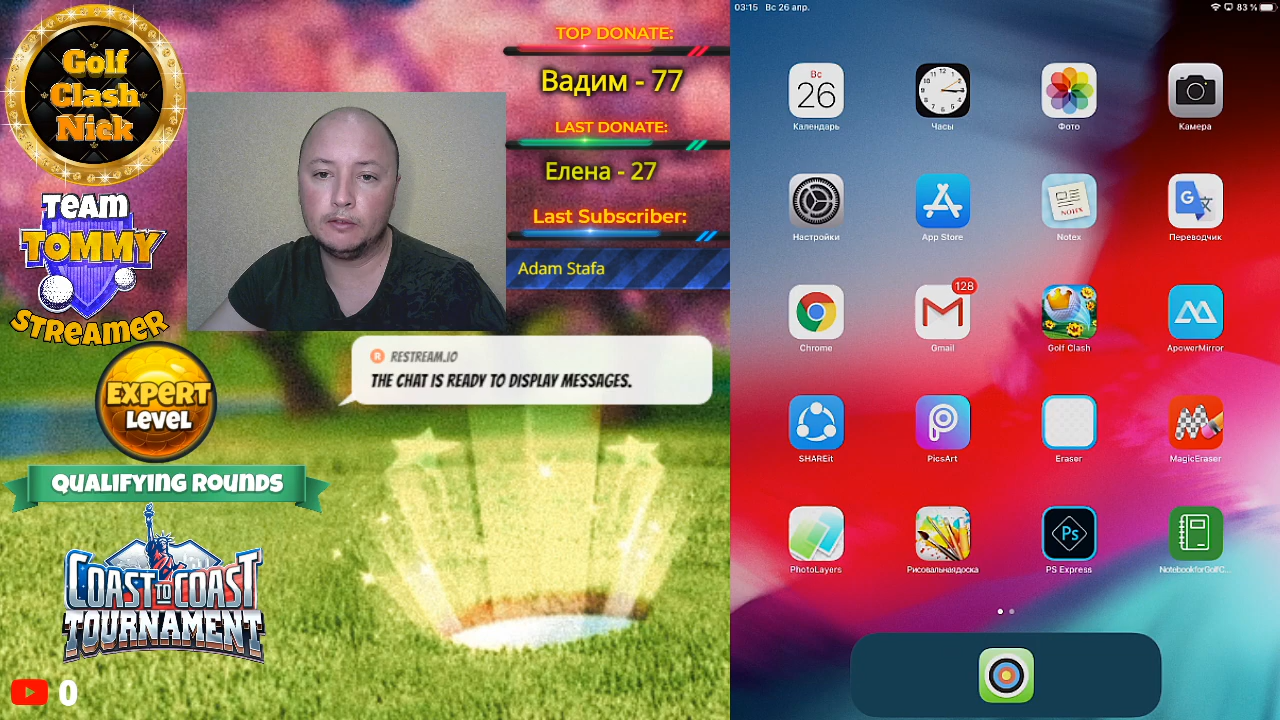 Golf
Clash
Nick
TEAM
TOMMY
STREAMER
EXPERT
LEVEL
QUALIFYING ROUNDS
COAST TO COAST
TOURNAMENT
0
TOP DONATE:
Вадим - 77
LAST DONATE:
Елена - 27
Last Subscriber:
Adam Stafa
RESTREAM.IO
THE CHAT IS READY TO DISPLAY MESSAGES.
03:15 Вс 26 апр.
83 %
Вс
26
Календарь
Часы
Фото
Камера
Настройки
App Store
NOTES
Notex
G
Переводчик
Chrome
128
Gmail
Golf Clash
ApowerMirror
SHAREit
PicsArt
Eraser
MagicEraser
PhotoLayers
Рисовальнаядоска
Ps
PS Express
NotebookforGolfC...